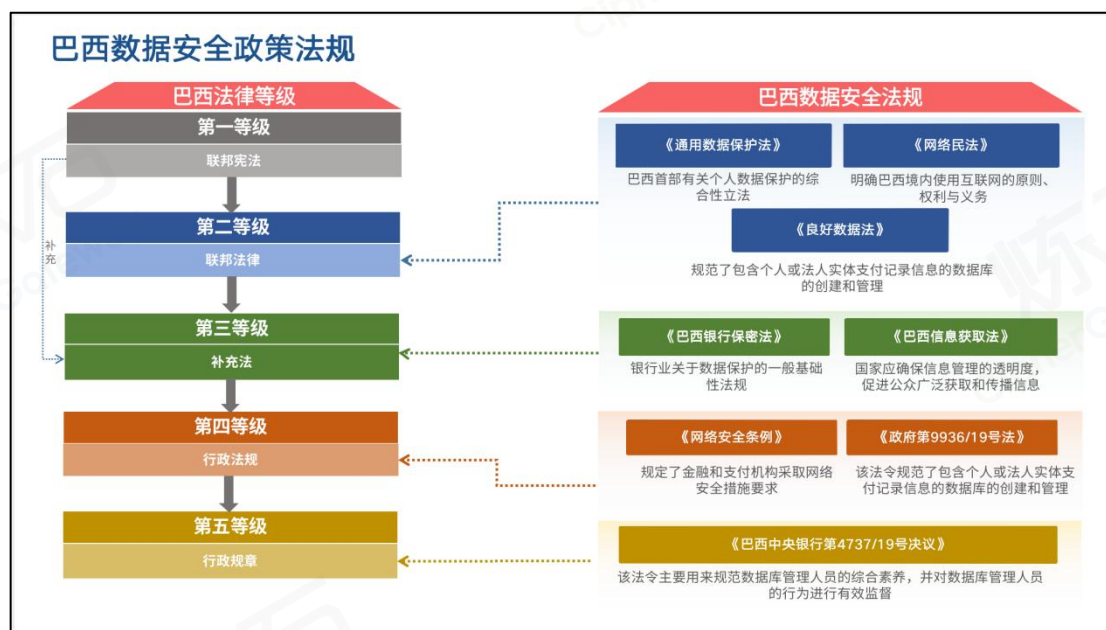 巴西数据安全政策法规
巴西法律等级
第一等级
联邦宪法
第二等级
联邦法律
补充
第三等级
补充法
第四等级
行政法规
第五等级
行政规章
巴西数据安全法规
《通用数据保护法》
巴西首部有关个人数据保护的综
合性立法
《网络民法》
明确巴西境内使用互联网的原则、
权利与义务
《良好数据法》
规范了包含个人或法人实体支付记录信息的数据库
的创建和管理
《巴西银行保密法》
银行业关于数据保护的一般基础
性法规
《巴西信息获取法》
国家应确保信息管理的透明度，
促进公众广泛获取和传播信息
《网络安全条例》
规定了金融和支付机构采取网络
安全措施要求
《政府第9936/19号法》
该法令规范了包含个人或法人实体支
付记录信息的数据库的创建和管理
《巴西中央银行第4737/19号决议》
该法令主要用来规范数据库管理人员的综合素养，并对数据库管理人员
的行为进行有效监督